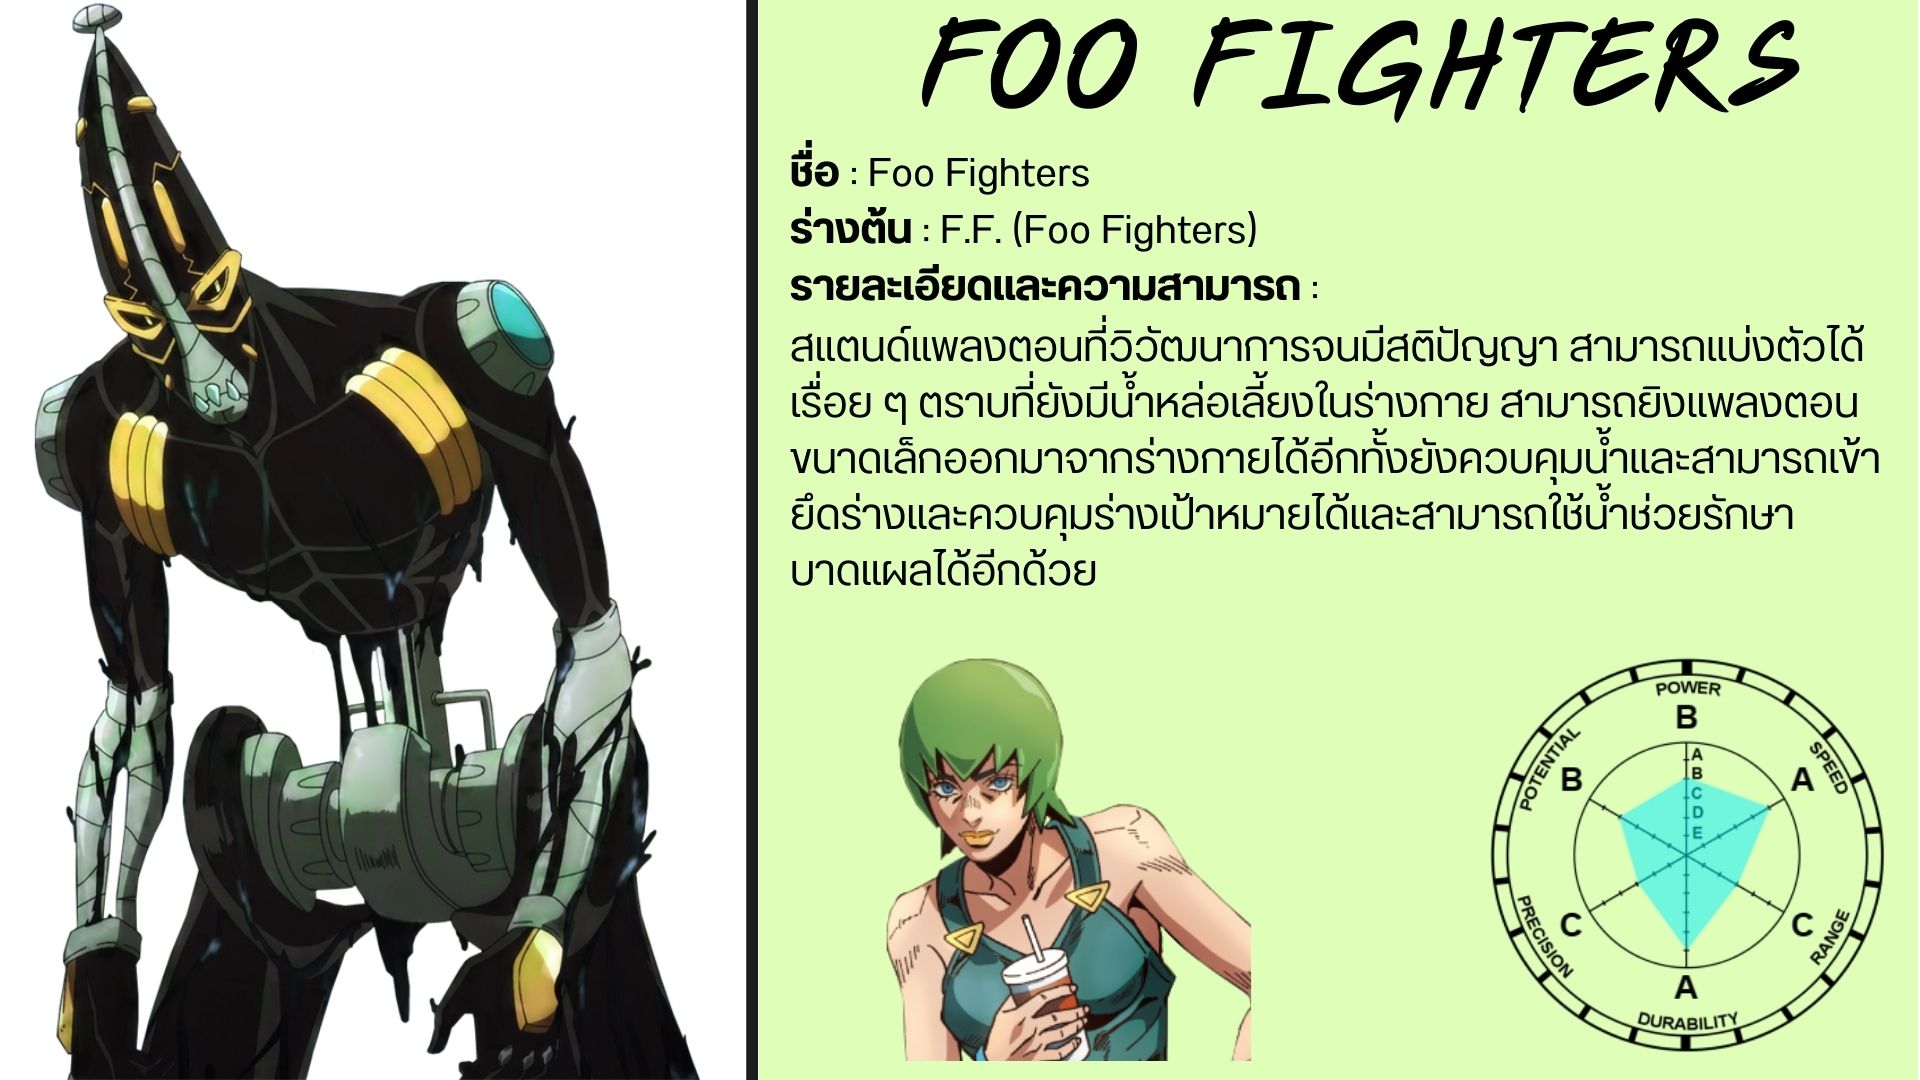 FOO FIGHTERS
ชื่อ : Foo Fighters
ร่างต้น : F.F. (Foo Fighters)
รายละเอียดและความสามารถ :
สแตนด์แพลงตอนที่วิวัฒนาการจนมีสติปัญญา สามารถแบ่งตัวได้
เรื่อย ๆ ตราบที่ยังมีน้ำหล่อเลี้ยงในร่างกาย สามารถยิงแพลงตอน
ขนาดเล็กออกมาจากร่างกายได้อีกทั้งยังควบคุมน้ำและสามารถเข้า
ยึดร่างและควบคุมร่างเป้าหมายได้และสามารถใช้น้ำช่วยรักษา
บาดแผลได้อีกด้วย
POWER
B
SPEED
A
RANGE
C
DURABILITY
A
PRECISION
C
POTENTIAL
B
A
B
C
D
E